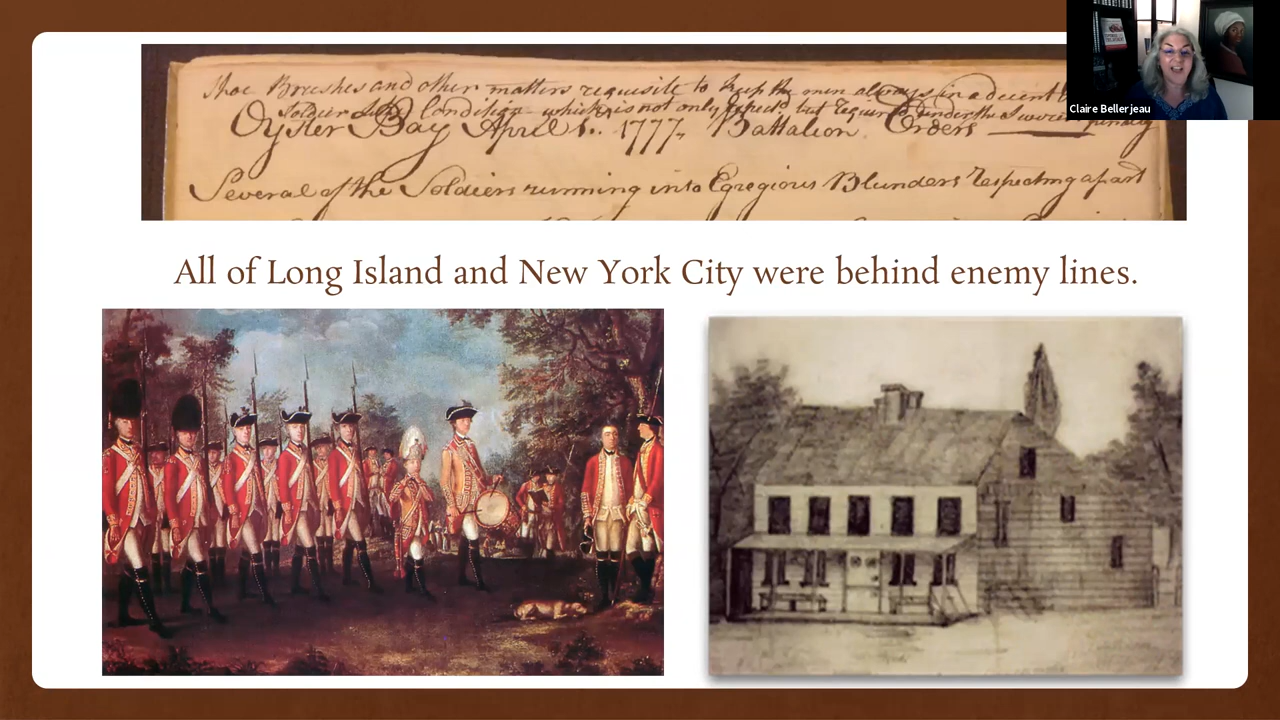 Shoe Brushes and other matters requisite to keep the men always in a decent
Soldier like Condition which is not only expected but under the
Oyster Bay April 1.. 1777. Battalion Orders
Several of the Soldiers running into Egregious Blunders respecting a part
All of Long Island and New York City were behind enemy lines.
Claire Bellerjeau